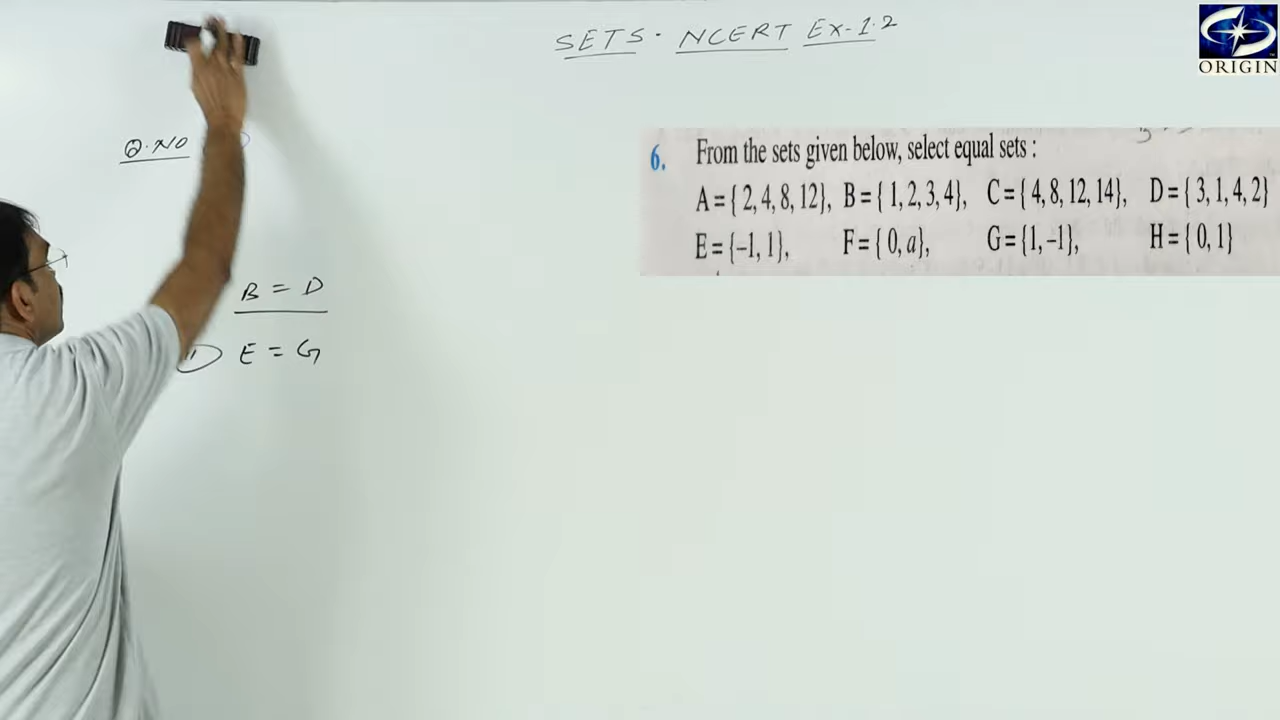 SETS. NCERT Ex-1.2
ORIGIN
Q.NO
6. From the sets given below, select equal sets :
A = { 2, 4, 8, 12}, B = { 1, 2, 3, 4}, C = { 4, 8, 12, 14}, D = { 3, 1, 4, 2}
E = {–1, 1}, F = { 0, a}, G = {1, –1}, H = { 0, 1}
B = D
E = G